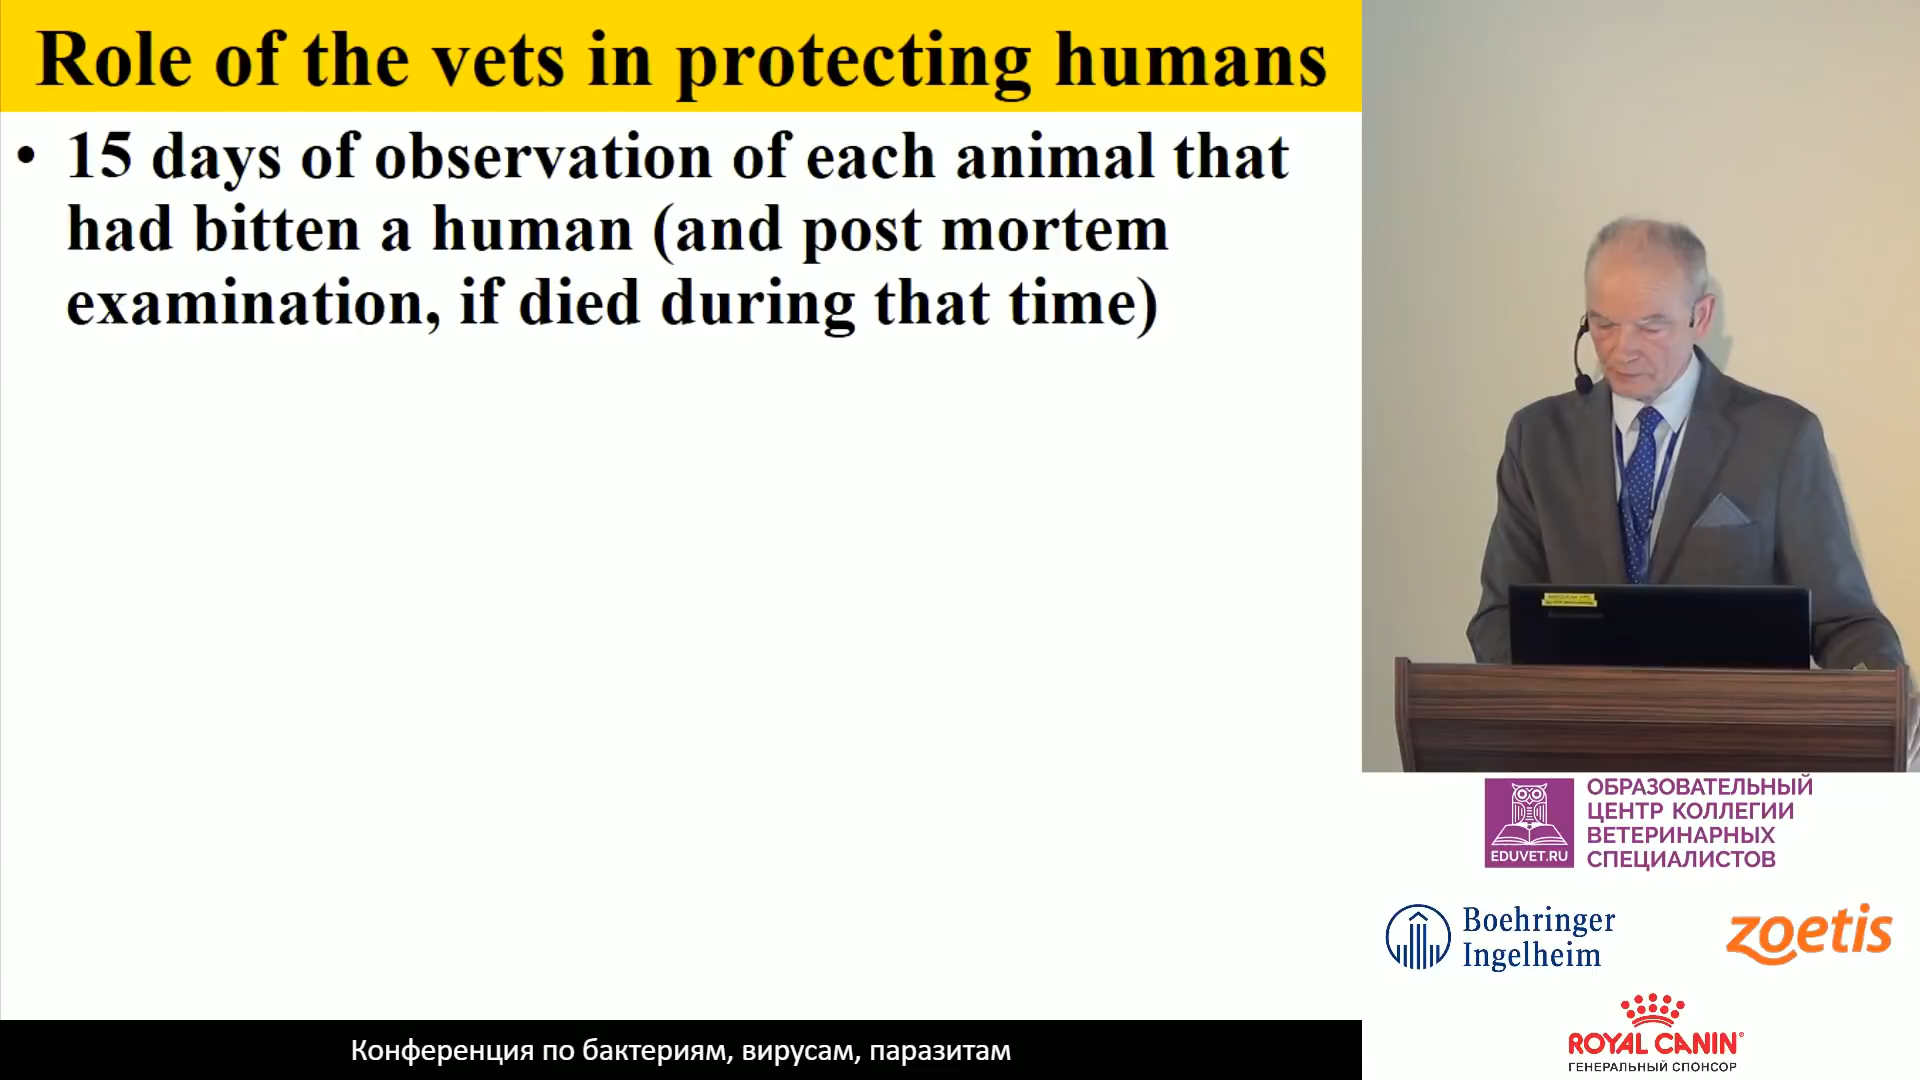 Role of the vets in protecting humans
• 15 days of observation of each animal that
had bitten a human (and post mortem
examination, if died during that time)
ОБРАЗОВАТЕЛЬНЫЙ
ЦЕНТР КОЛЛЕГИИ
ВЕТЕРИНАРНЫХ
СПЕЦИАЛИСТОВ
EDUVET.RU
Boehringer
Ingelheim
zoetis
ROYAL CANIN
ГЕНЕРАЛЬНЫЙ СПОНСОР
Конференция по бактериям, вирусам, паразитам